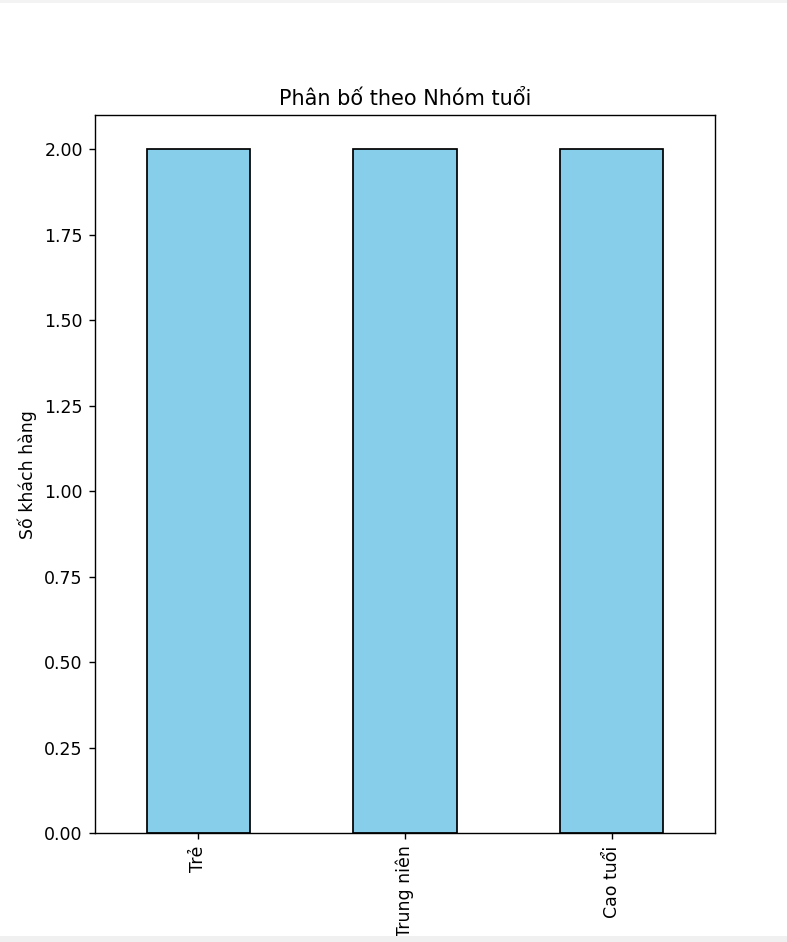 Phân bố theo Nhóm tuổi
2.00
1.75
1.50
1.25
1.00
0.75
0.50
0.25
0.00
Số khách hàng
Trẻ
Trung niên
Cao tuổi